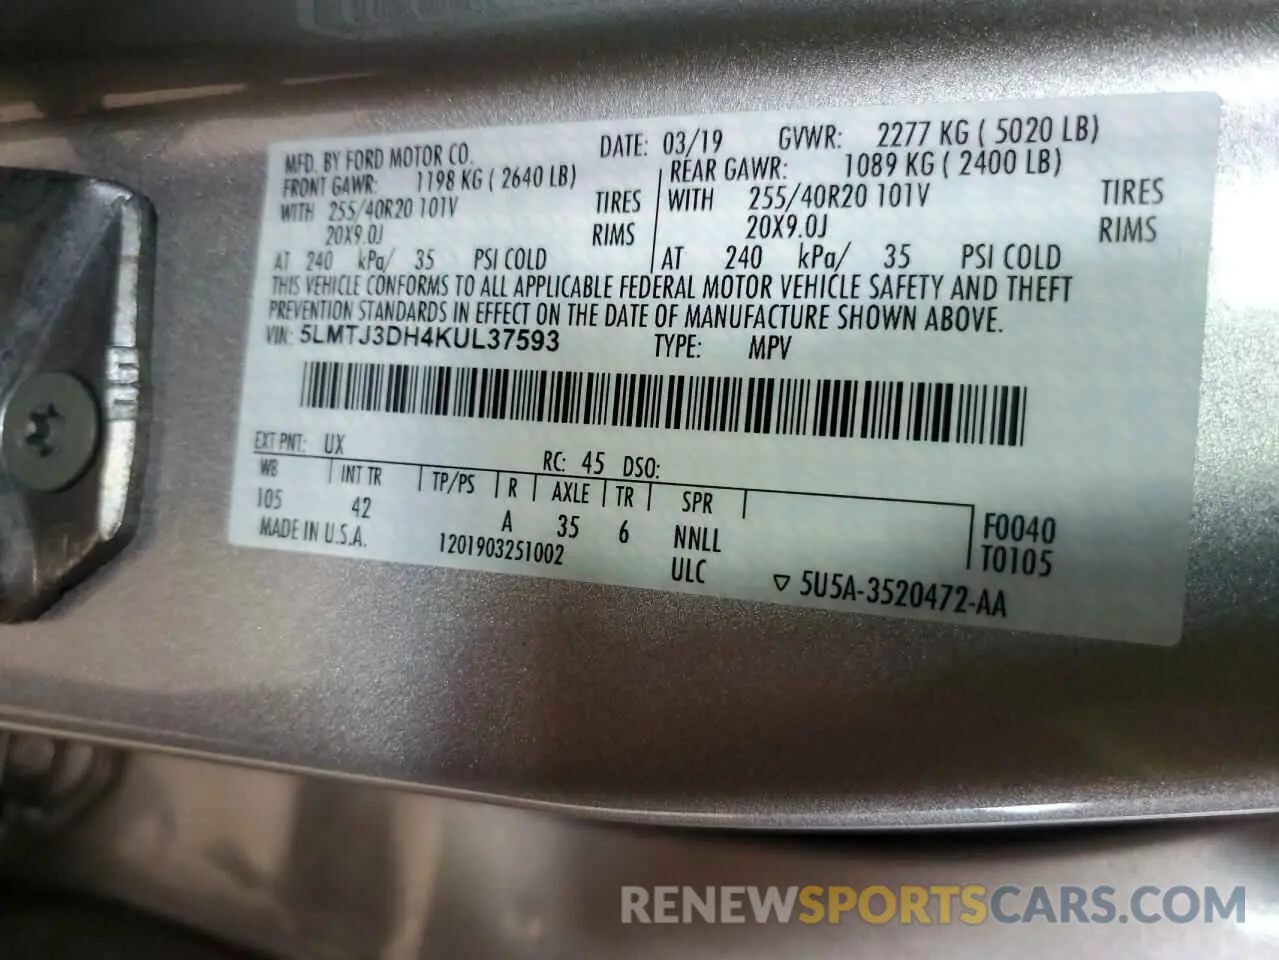 MFD. BY FORD MOTOR CO. DATE: 03/19 GVWR: 2277 KG ( 5020 LB)
FRONT GAWR: 1198 KG ( 2640 LB) REAR GAWR: 1089 KG ( 2400 LB)
WITH 255/40R20 101V TIRES WITH 255/40R20 101V TIRES
20X9.0J RIMS 20X9.0J RIMS
AT 240 kPa/ 35 PSI COLD AT 240 kPa/ 35 PSI COLD
THIS VEHICLE CONFORMS TO ALL APPLICABLE FEDERAL MOTOR VEHICLE SAFETY AND THEFT
PREVENTION STANDARDS IN EFFECT ON THE DATE OF MANUFACTURE SHOWN ABOVE.
VIN: 5LMTJ3DH4KUL37593 TYPE: MPV
EXT PNT: UX RC: 45 DSO:
WB INT TR TP/PS R AXLE TR SPR
105 42 A 35 6 NNLL F0040
MADE IN U.S.A. 1201903251002 ULC T0105
▽ 5U5A-3520472-AA
RENEWSPORTSCARS.COM